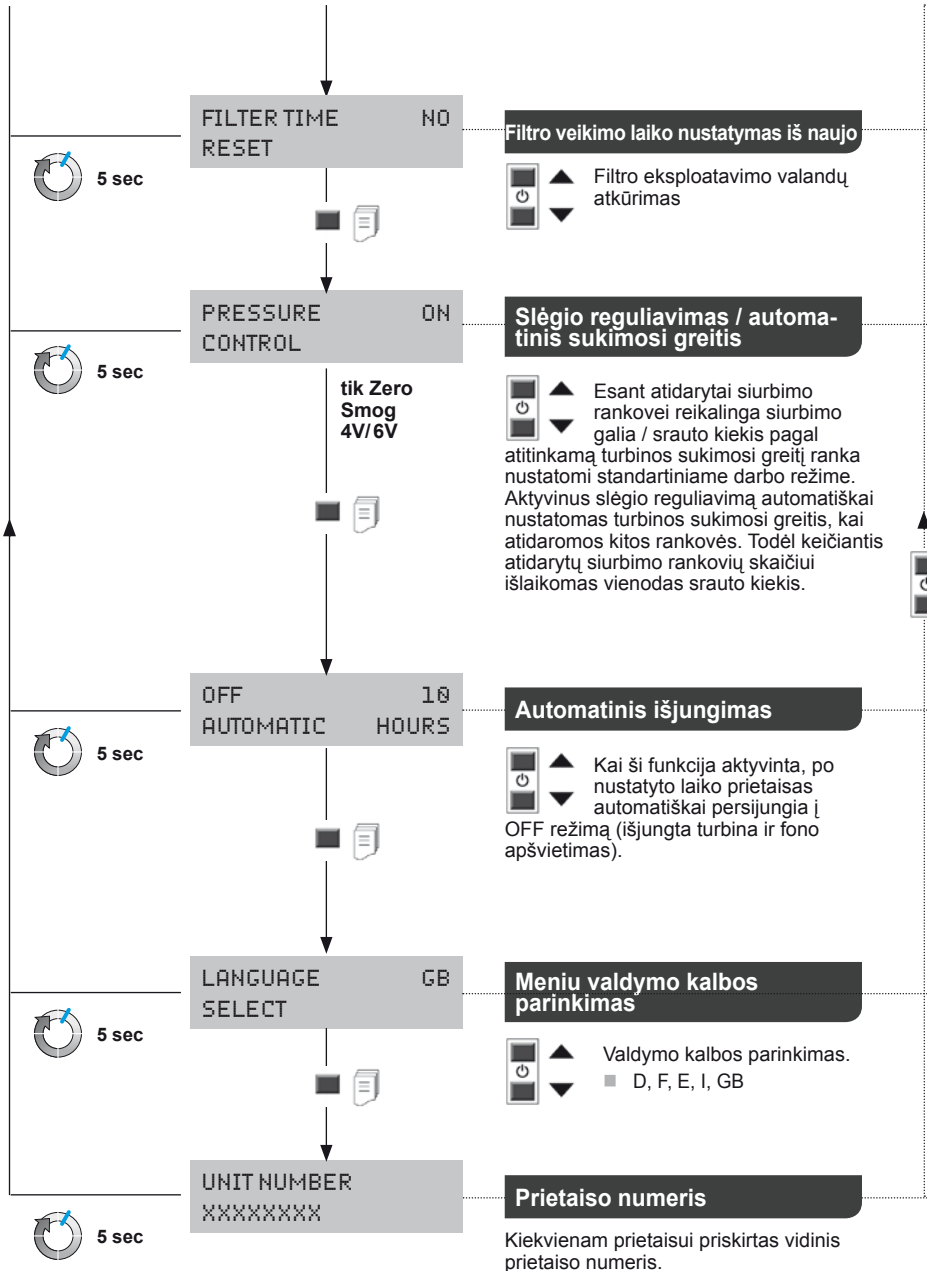 FILTER TIME NO
RESET
Filtro veikimo laiko nustatymas iš naujo
5 sec
Filtro eksploatavimo valandų
atkūrimas
PRESSURE ON
CONTROL
Slėgio reguliavimas / automa-
tinis sukimosi greitis
5 sec
tik Zero
Smog
4V/6V
Esant atidarytai siurbimo
rankovei reikalinga siurbimo
galia / srauto kiekis pagal
atitinkamą turbinos sukimosi greitį ranka
nustatomi standartiniame darbo režime.
Aktyvinus slėgio reguliavimą automatiškai
nustatomas turbinos sukimosi greitis, kai
atidaromos kitos rankovės. Todėl keičiantis
atidarytų siurbimo rankovių skaičiui
išlaikomas vienodas srauto kiekis.
OFF 10
AUTOMATIC HOURS
Automatinis išjungimas
5 sec
Kai ši funkcija aktyvinta, po
nustatyto laiko prietaisas
automatiškai persijungia į
OFF režimą (išjungta turbina ir fono
apšvietimas).
LANGUAGE GB
SELECT
Meniu valdymo kalbos
parinkimas
5 sec
Valdymo kalbos parinkimas.
D, F, E, I, GB
UNIT NUMBER
XXXXXXXX
Prietaiso numeris
5 sec
Kiekvienam prietaisui priskirtas vidinis
prietaiso numeris.